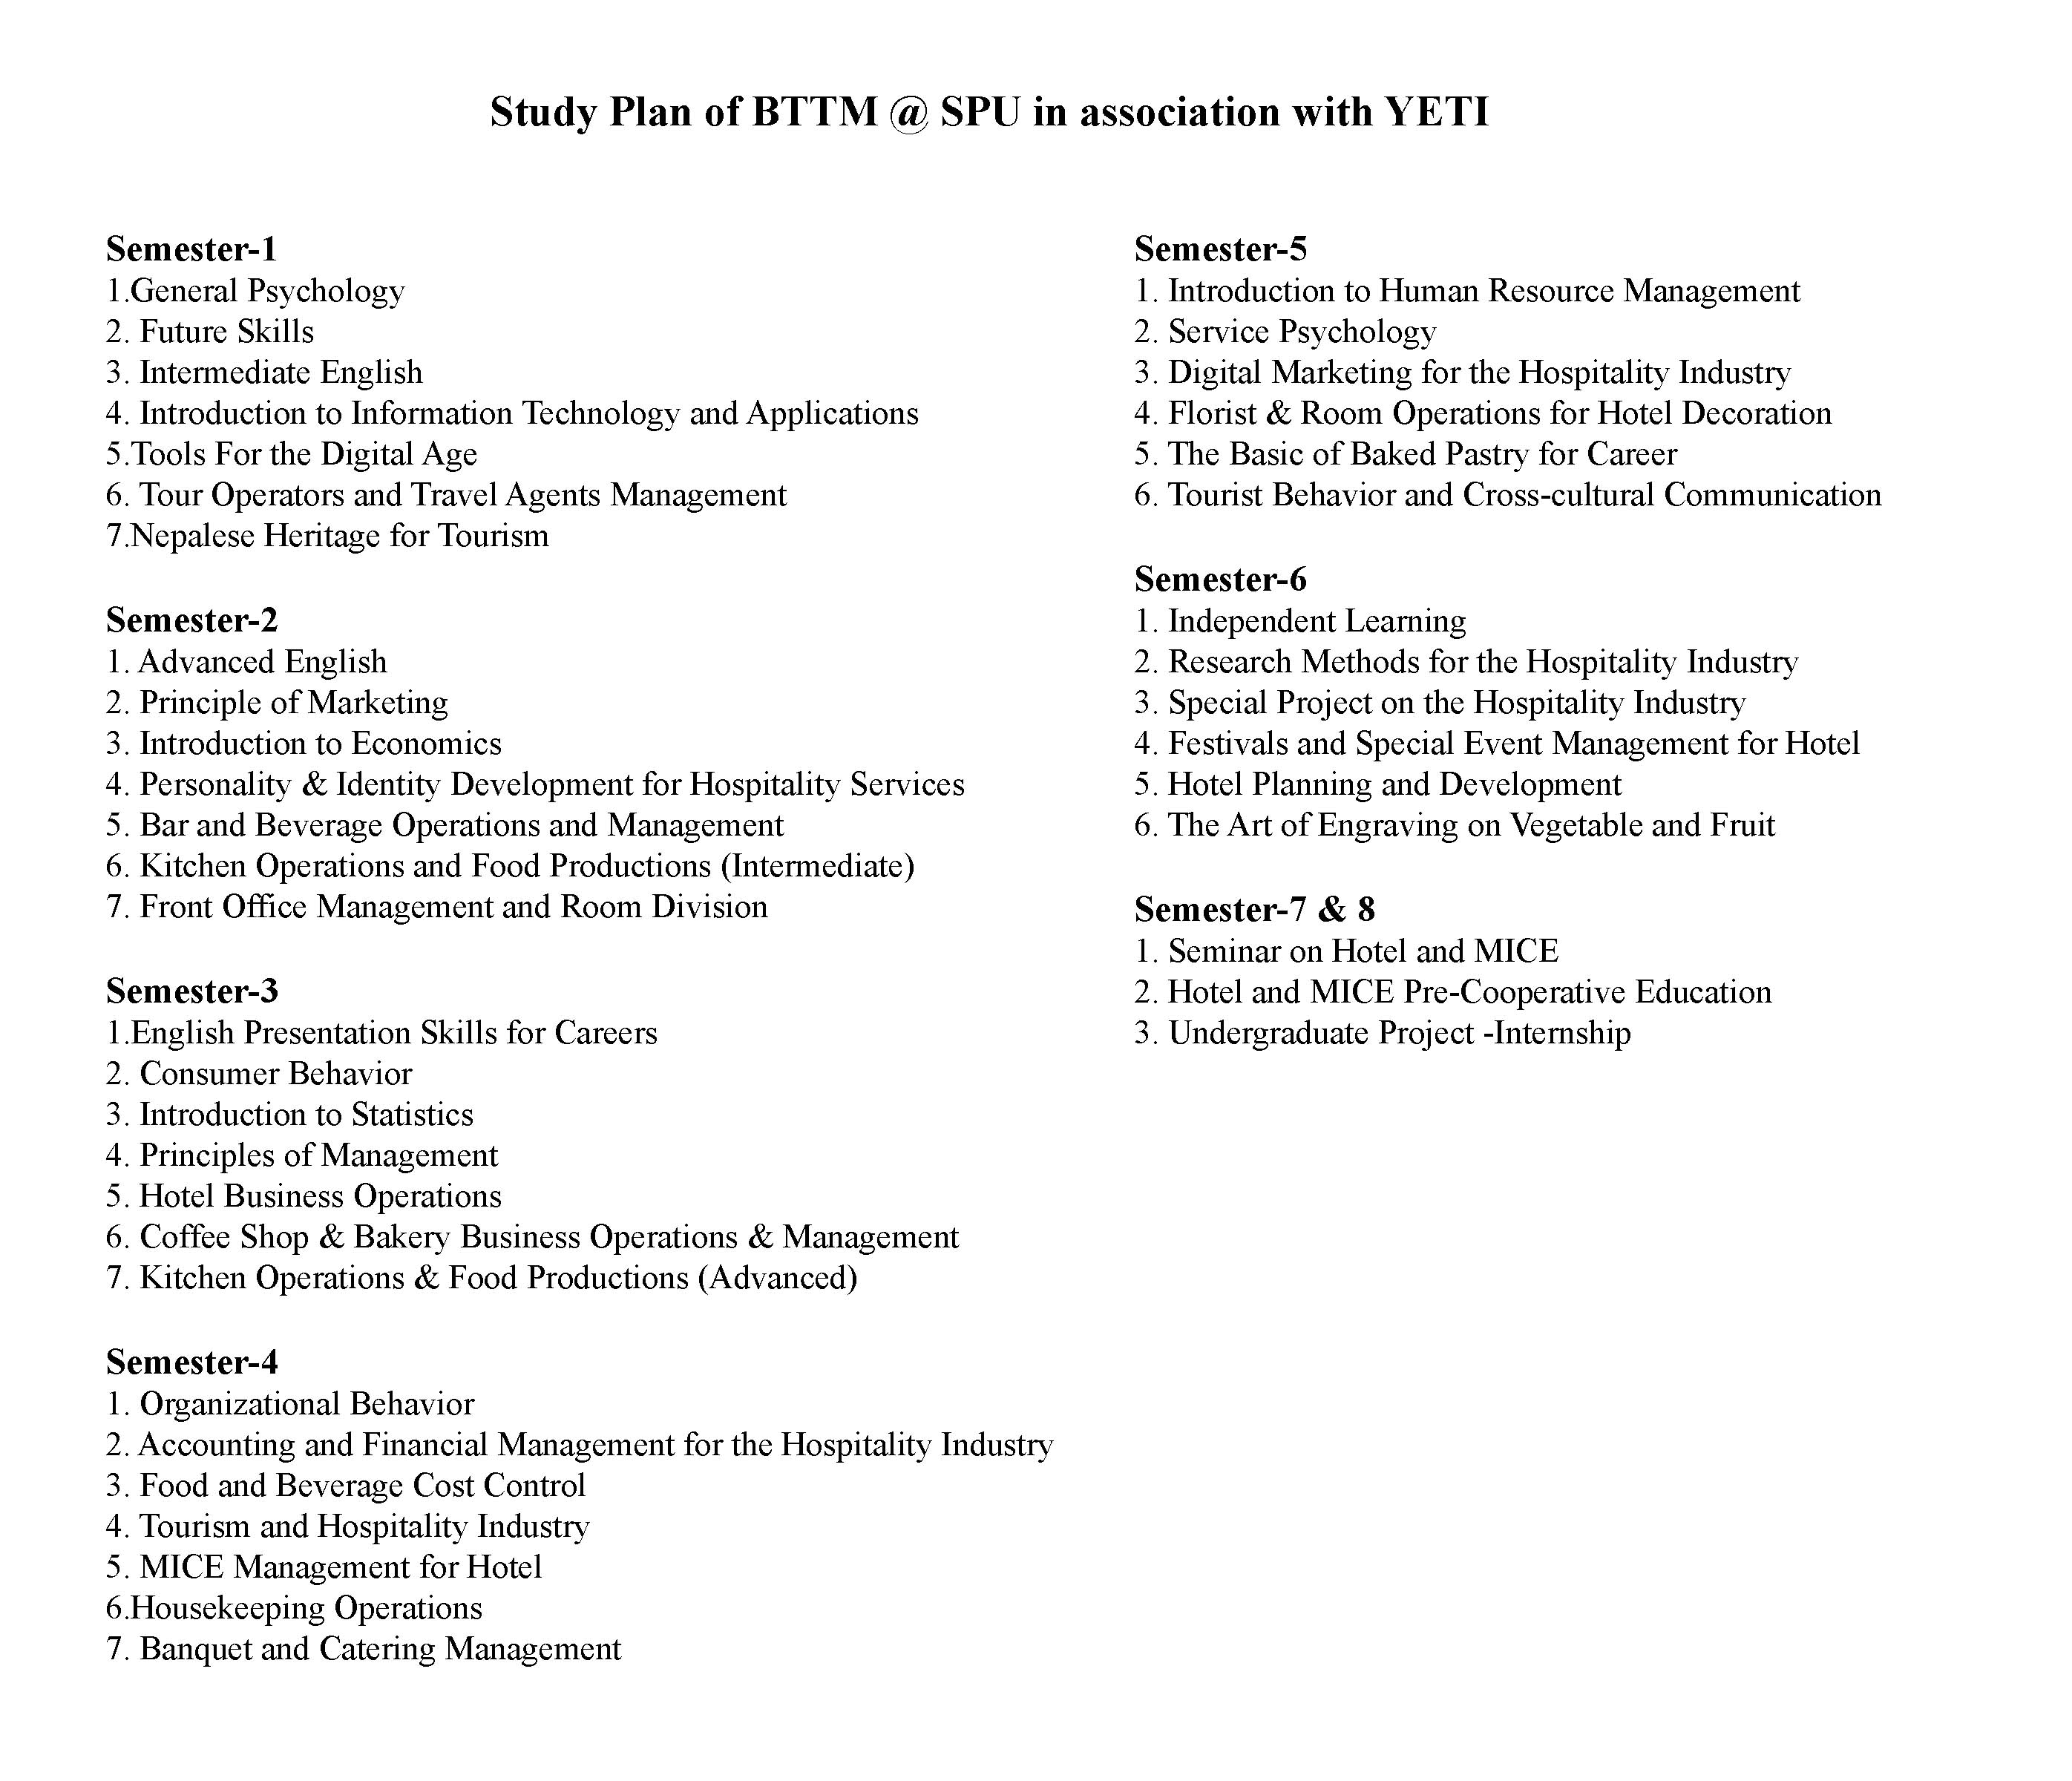 Study Plan of BTTM @ SPU in association with YETI
Semester-1
1.General Psychology
2. Future Skills
3. Intermediate English
4. Introduction to Information Technology and Applications
5.Tools For the Digital Age
6. Tour Operators and Travel Agents Management
7.Nepalese Heritage for Tourism
Semester-2
1. Advanced English
2. Principle of Marketing
3. Introduction to Economics
4. Personality & Identity Development for Hospitality Services
5. Bar and Beverage Operations and Management
6. Kitchen Operations and Food Productions (Intermediate)
7. Front Office Management and Room Division
Semester-3
1.English Presentation Skills for Careers
2. Consumer Behavior
3. Introduction to Statistics
4. Principles of Management
5. Hotel Business Operations
6. Coffee Shop & Bakery Business Operations & Management
7. Kitchen Operations & Food Productions (Advanced)
Semester-4
1. Organizational Behavior
2. Accounting and Financial Management for the Hospitality Industry
3. Food and Beverage Cost Control
4. Tourism and Hospitality Industry
5. MICE Management for Hotel
6.Housekeeping Operations
7. Banquet and Catering Management
Semester-5
1. Introduction to Human Resource Management
2. Service Psychology
3. Digital Marketing for the Hospitality Industry
4. Florist & Room Operations for Hotel Decoration
5. The Basic of Baked Pastry for Career
6. Tourist Behavior and Cross-cultural Communication
Semester-6
1. Independent Learning
2. Research Methods for the Hospitality Industry
3. Special Project on the Hospitality Industry
4. Festivals and Special Event Management for Hotel
5. Hotel Planning and Development
6. The Art of Engraving on Vegetable and Fruit
Semester-7 & 8
1. Seminar on Hotel and MICE
2. Hotel and MICE Pre-Cooperative Education
3. Undergraduate Project -Internship